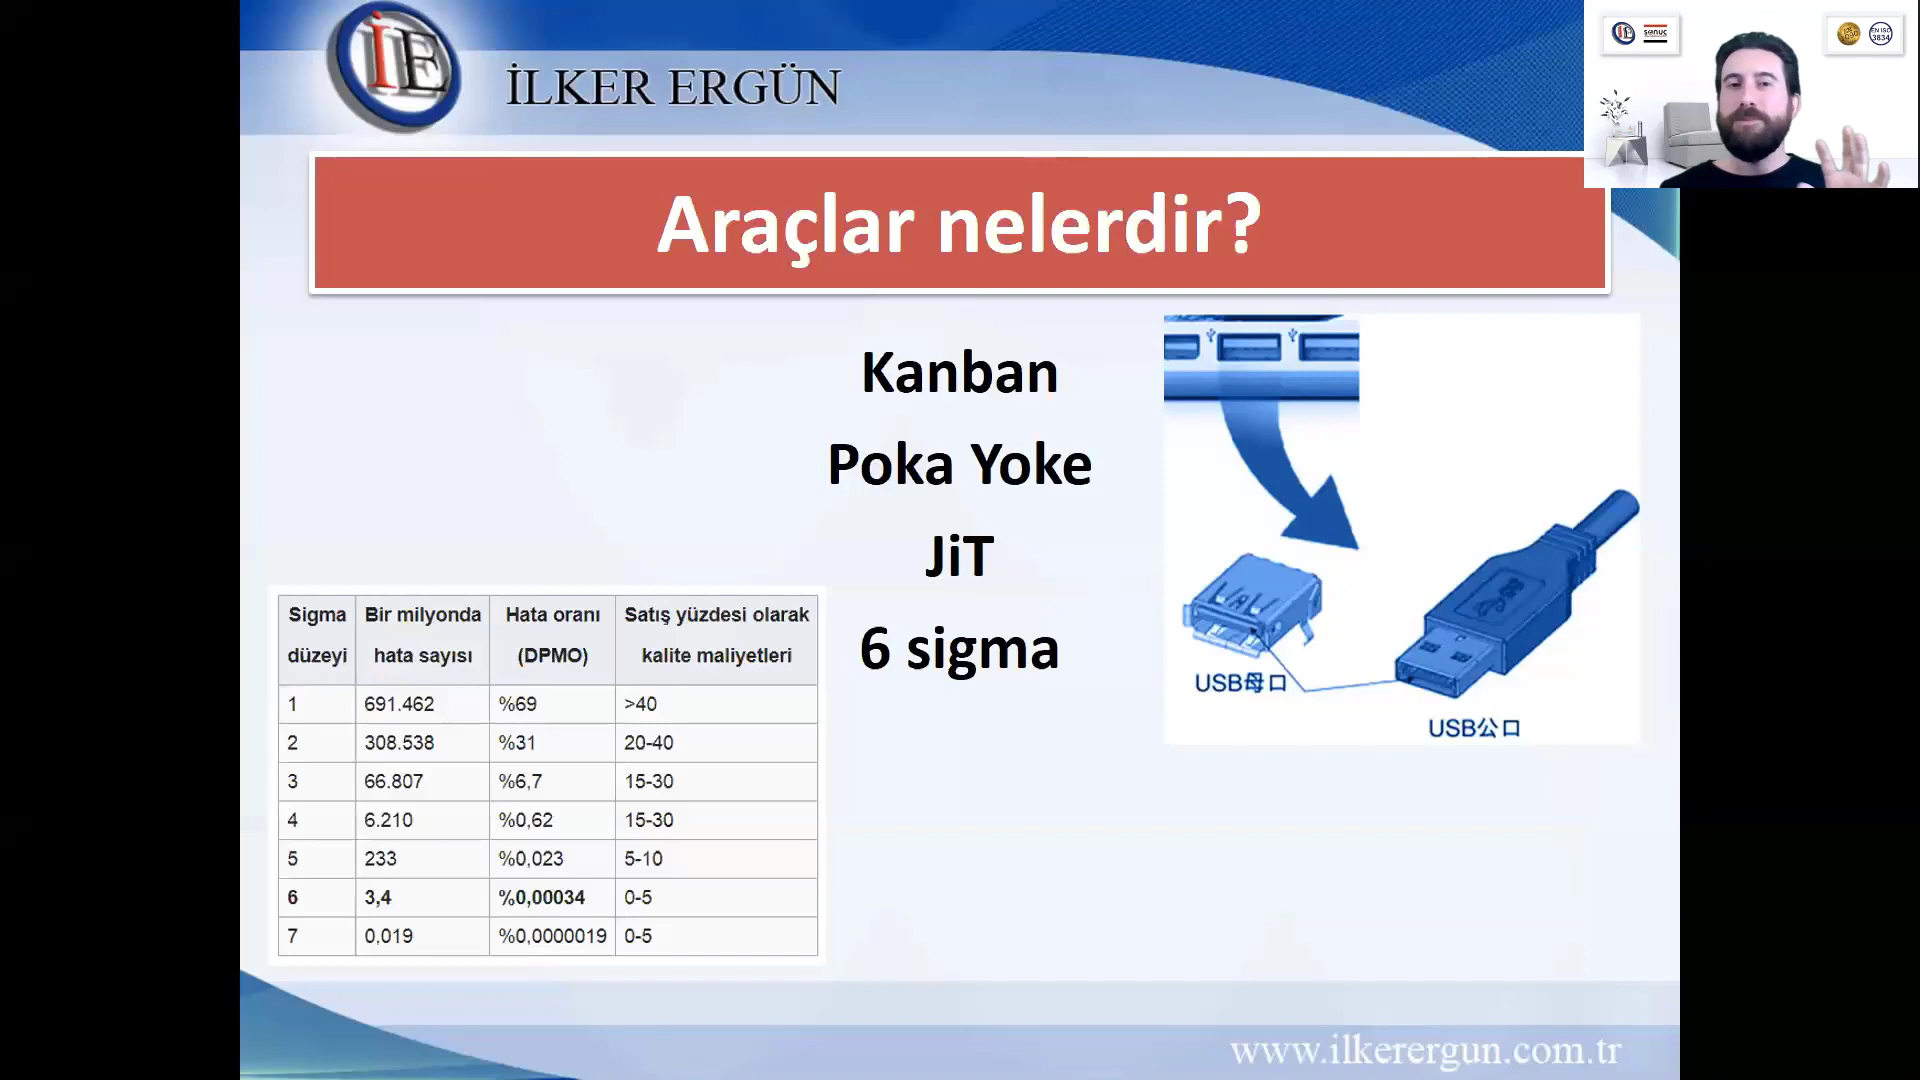 İE
İLKER ERGÜN
sonuç
EN ISO
3834
Araçlar nelerdir?
Kanban
Poka Yoke
JiT
6 sigma
Sigma düzeyi | Bir milyonda hata sayısı | Hata oranı (DPMO) | Satış yüzdesi olarak kalite maliyetleri
1 | 691.462 | %69 | >40
2 | 308.538 | %31 | 20-40
3 | 66.807 | %6,7 | 15-30
4 | 6.210 | %0,62 | 15-30
5 | 233 | %0,023 | 5-10
6 | 3,4 | %0,00034 | 0-5
7 | 0,019 | %0,0000019 | 0-5
USB母口
USB公口
www.ilkerergun.com.tr